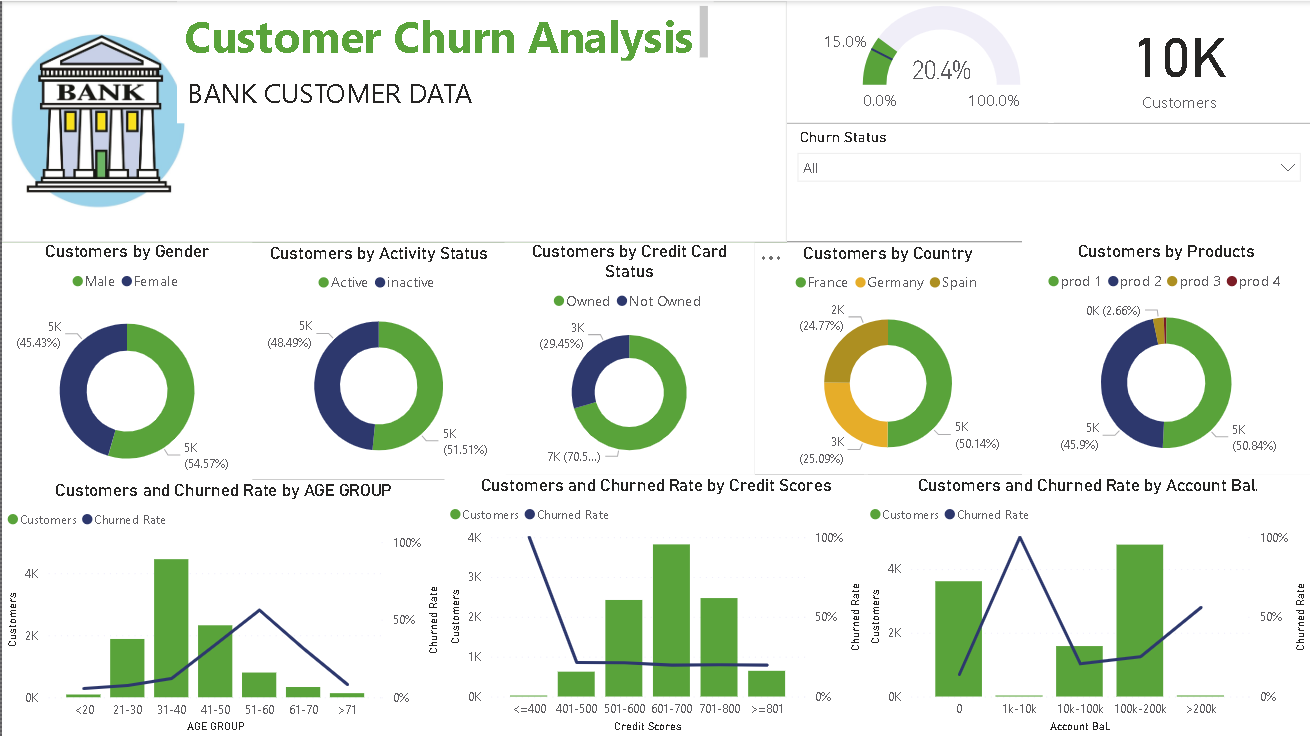 Customer Churn Analysis
BANK CUSTOMER DATA
BANK
15.0%
20.4%
0.0%
100.0%
10K
Customers
Churn Status
All
Customers by Gender
Male Female
5K
(45.43%)
5K
(54.57%)
Customers by Activity Status
Active inactive
5K
(48.49%)
5K
(51.51%)
Customers by Credit Card
Status
Owned Not Owned
3K
(29.45%)
7K (70.5...)
Customers by Country
France Germany Spain
2K
(24.77%)
3K
(25.09%)
5K
(50.14%)
Customers by Products
prod 1 prod 2 prod 3 prod 4
0K (2.66%)
5K
(45.9%)
5K
(50.84%)
Customers and Churned Rate by AGE GROUP
Customers Churned Rate
Customers
4K
2K
0K
100%
50%
0%
Churned Rate
<20 21-30 31-40 41-50 51-60 61-70 >71
AGE GROUP
Customers and Churned Rate by Credit Scores
Customers Churned Rate
Customers
4K
3K
2K
1K
0K
100%
50%
0%
Churned Rate
<=400 401-500 501-600 601-700 701-800 >=801
Credit Scores
Customers and Churned Rate by Account Bal.
Customers Churned Rate
Customers
4K
2K
0K
100%
50%
0%
Churned Rate
0 1k-10k 10k-100k 100k-200k >200k
Account Bal.